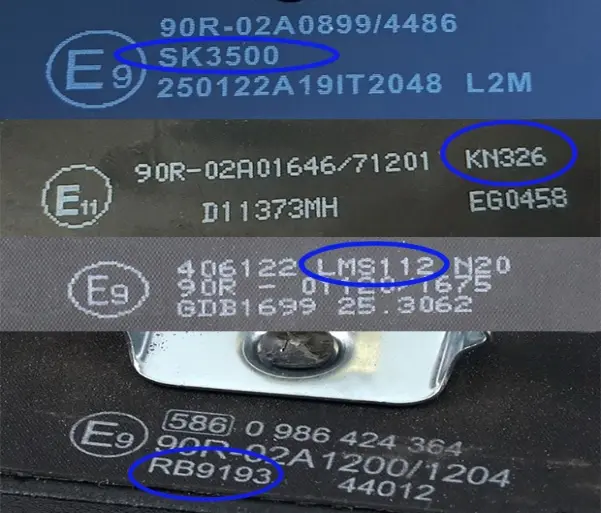 90R-02A0899/4486
E9 SK3500
250122A19IT2048 L2M
90R-02A01646/71201 KN326
E11
D11373MH EG0458
406122 LMS112 N20
E9 90R - 01120/1675
GDB1699 25.3062
586 0 986 424 364
E9 90R-02A1200/1204
RB9193 44012